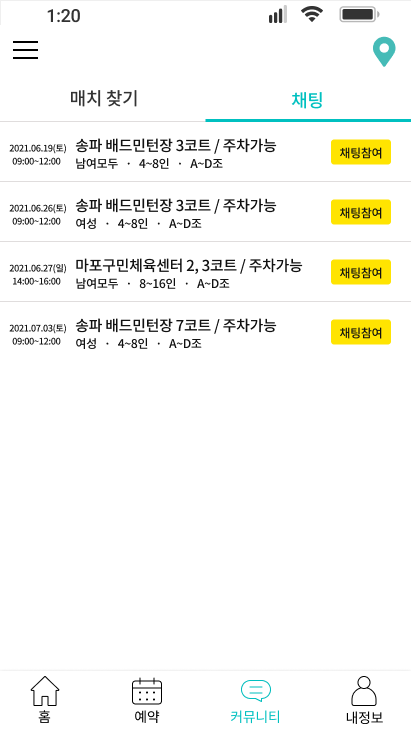 1:20
매치 찾기
채팅
2021.06.19(토)
09:00~12:00
송파 배드민턴장 3코트 / 주차가능
남여모두 · 4~8인 · A~D조
채팅참여
2021.06.26(토)
09:00~12:00
송파 배드민턴장 3코트 / 주차가능
여성 · 4~8인 · A~D조
채팅참여
2021.06.27(일)
14:00~16:00
마포구민체육센터 2, 3코트 / 주차가능
남여모두 · 8~16인 · A~D조
채팅참여
2021.07.03(토)
09:00~12:00
송파 배드민턴장 7코트 / 주차가능
여성 · 4~8인 · A~D조
채팅참여
홈
예약
커뮤니티
내정보